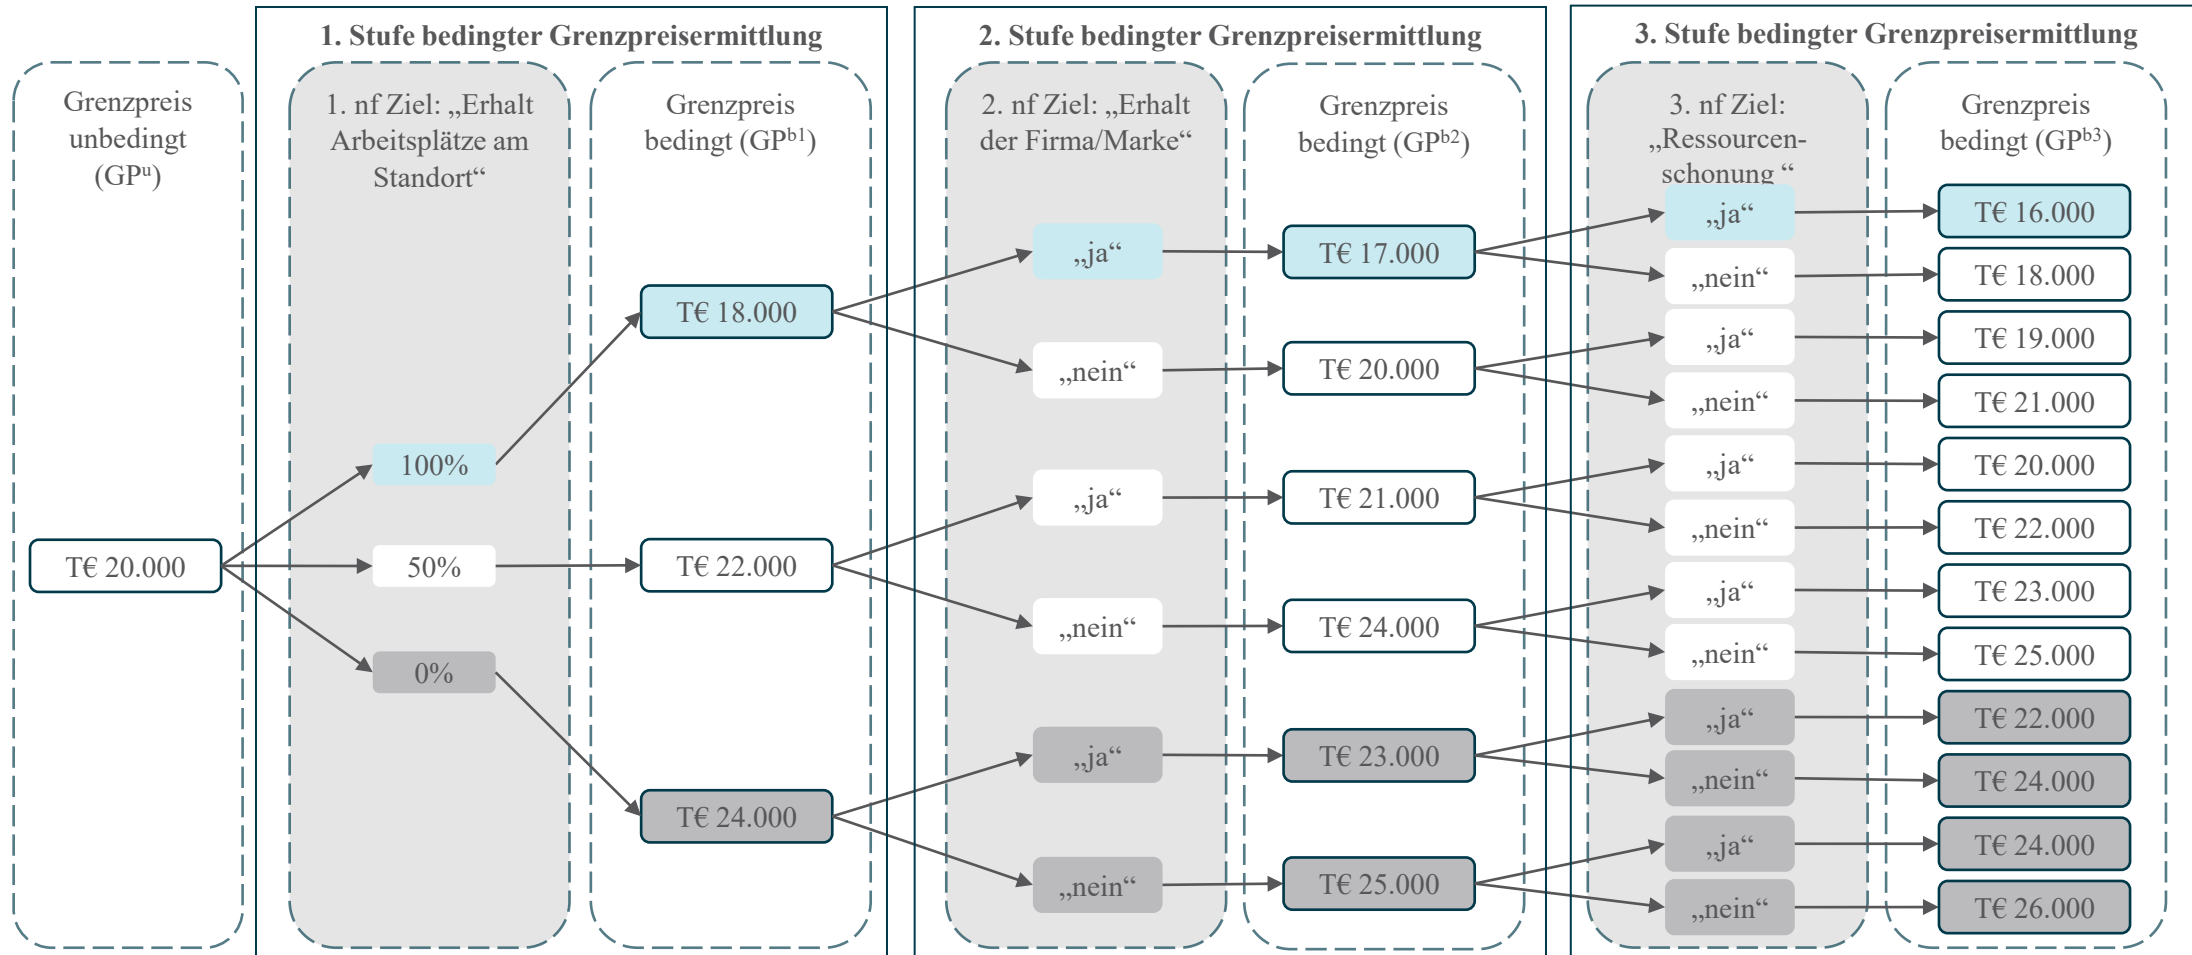 1. Stufe bedingter Grenzpreisermittlung
2. Stufe bedingter Grenzpreisermittlung
3. Stufe bedingter Grenzpreisermittlung
Grenzpreis
unbedingt
(GPᵘ)
1. nf Ziel: „Erhalt
Arbeitsplätze am
Standort“
Grenzpreis
bedingt (GPᵇ¹)
2. nf Ziel: „Erhalt
der Firma/Marke“
Grenzpreis
bedingt (GPᵇ²)
3. nf Ziel:
„Ressourcen-
schonung “
Grenzpreis
bedingt (GPᵇ³)
T€ 20.000
100%
50%
0%
T€ 18.000
T€ 22.000
T€ 24.000
„ja“
„nein“
„ja“
„nein“
„ja“
„nein“
T€ 17.000
T€ 20.000
T€ 21.000
T€ 24.000
T€ 23.000
T€ 25.000
„ja“
„nein“
„ja“
„nein“
„ja“
„nein“
„ja“
„nein“
„ja“
„nein“
„ja“
„nein“
T€ 16.000
T€ 18.000
T€ 19.000
T€ 21.000
T€ 20.000
T€ 22.000
T€ 23.000
T€ 25.000
T€ 22.000
T€ 24.000
T€ 24.000
T€ 26.000